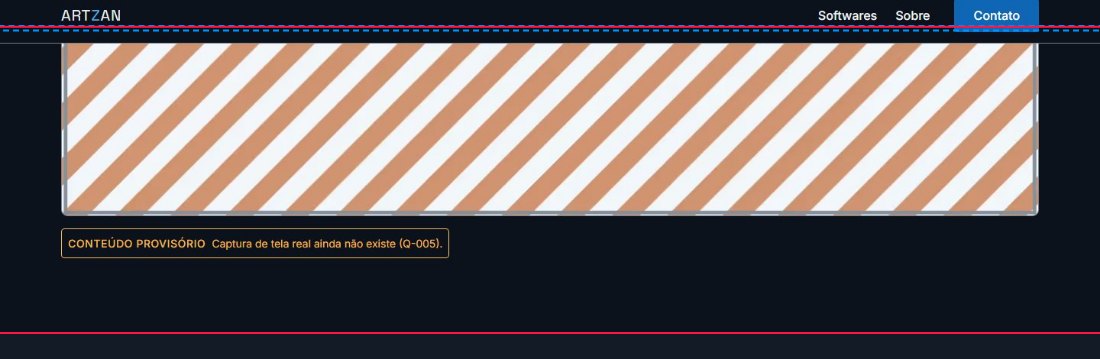 ARTZAN
Softwares Sobre Contato
CONTEÚDO PROVISÓRIO Captura de tela real ainda não existe (Q-005).